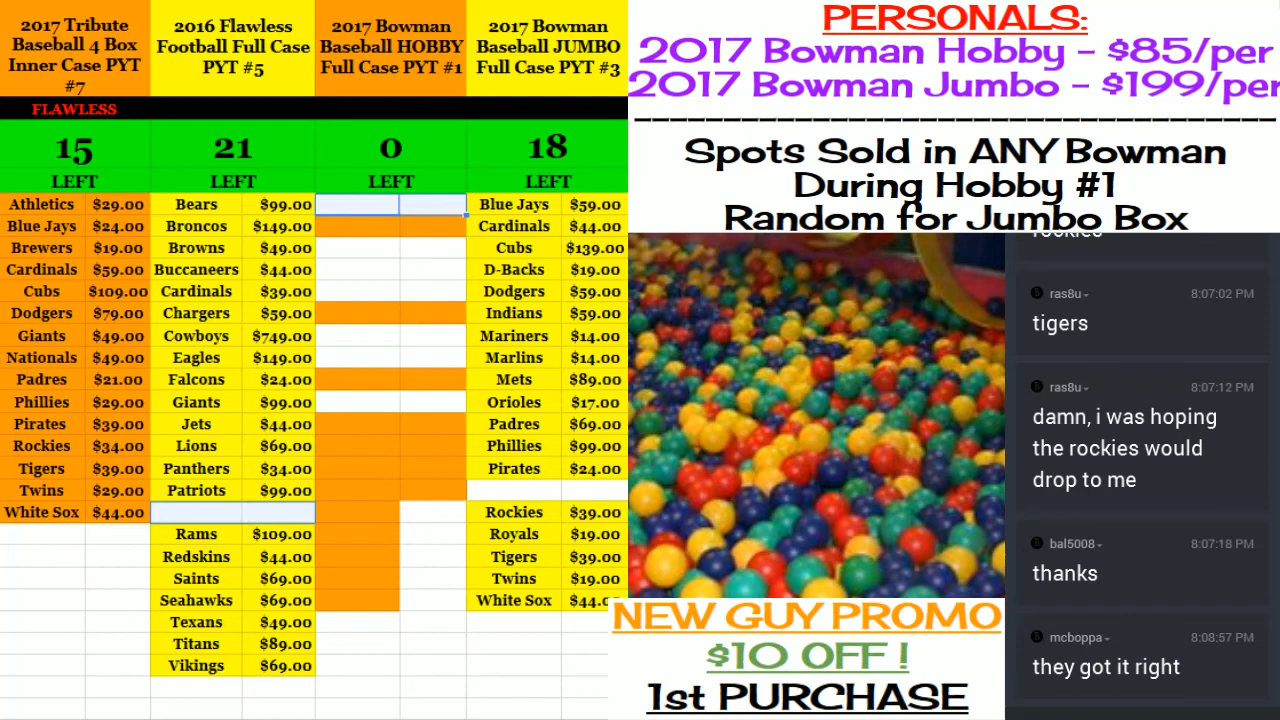 2017 Tribute
Baseball 4 Box
Inner Case PYT
#7
2016 Flawless
Football Full Case
PYT #5
2017 Bowman
Baseball HOBBY
Full Case PYT #1
2017 Bowman
Baseball JUMBO
Full Case PYT #3
FLAWLESS
15 21 0 18
LEFT LEFT LEFT LEFT
Athletics $29.00 Bears $99.00 Blue Jays $59.00
Blue Jays $24.00 Broncos $149.00 Cardinals $44.00
Brewers $19.00 Browns $49.00 Cubs $139.00
Cardinals $59.00 Buccaneers $44.00 D-Backs $19.00
Cubs $109.00 Cardinals $39.00 Dodgers $59.00
Dodgers $79.00 Chargers $59.00 Indians $59.00
Giants $49.00 Cowboys $749.00 Mariners $14.00
Nationals $49.00 Eagles $149.00 Marlins $14.00
Padres $21.00 Falcons $24.00 Mets $89.00
Phillies $29.00 Giants $99.00 Orioles $17.00
Pirates $39.00 Jets $44.00 Padres $69.00
Rockies $34.00 Lions $69.00 Phillies $99.00
Tigers $39.00 Panthers $34.00 Pirates $24.00
Twins $29.00 Patriots $99.00
White Sox $44.00 Rockies $39.00
Rams $109.00 Royals $19.00
Redskins $44.00 Tigers $39.00
Saints $69.00 Twins $19.00
Seahawks $69.00 White Sox $44.0
Texans $49.00
Titans $89.00
Vikings $69.00
PERSONALS:
2017 Bowman Hobby - $85/per
2017 Bowman Jumbo - $199/per
Spots Sold in ANY Bowman
During Hobby #1
Random for Jumbo Box
rockies
ras8u 8:07:02 PM
tigers
ras8u 8:07:12 PM
damn, i was hoping
the rockies would
drop to me
bal5008 8:07:18 PM
thanks
mcboppa 8:08:57 PM
they got it right
NEW GUY PROMO
$10 OFF !
1st PURCHASE